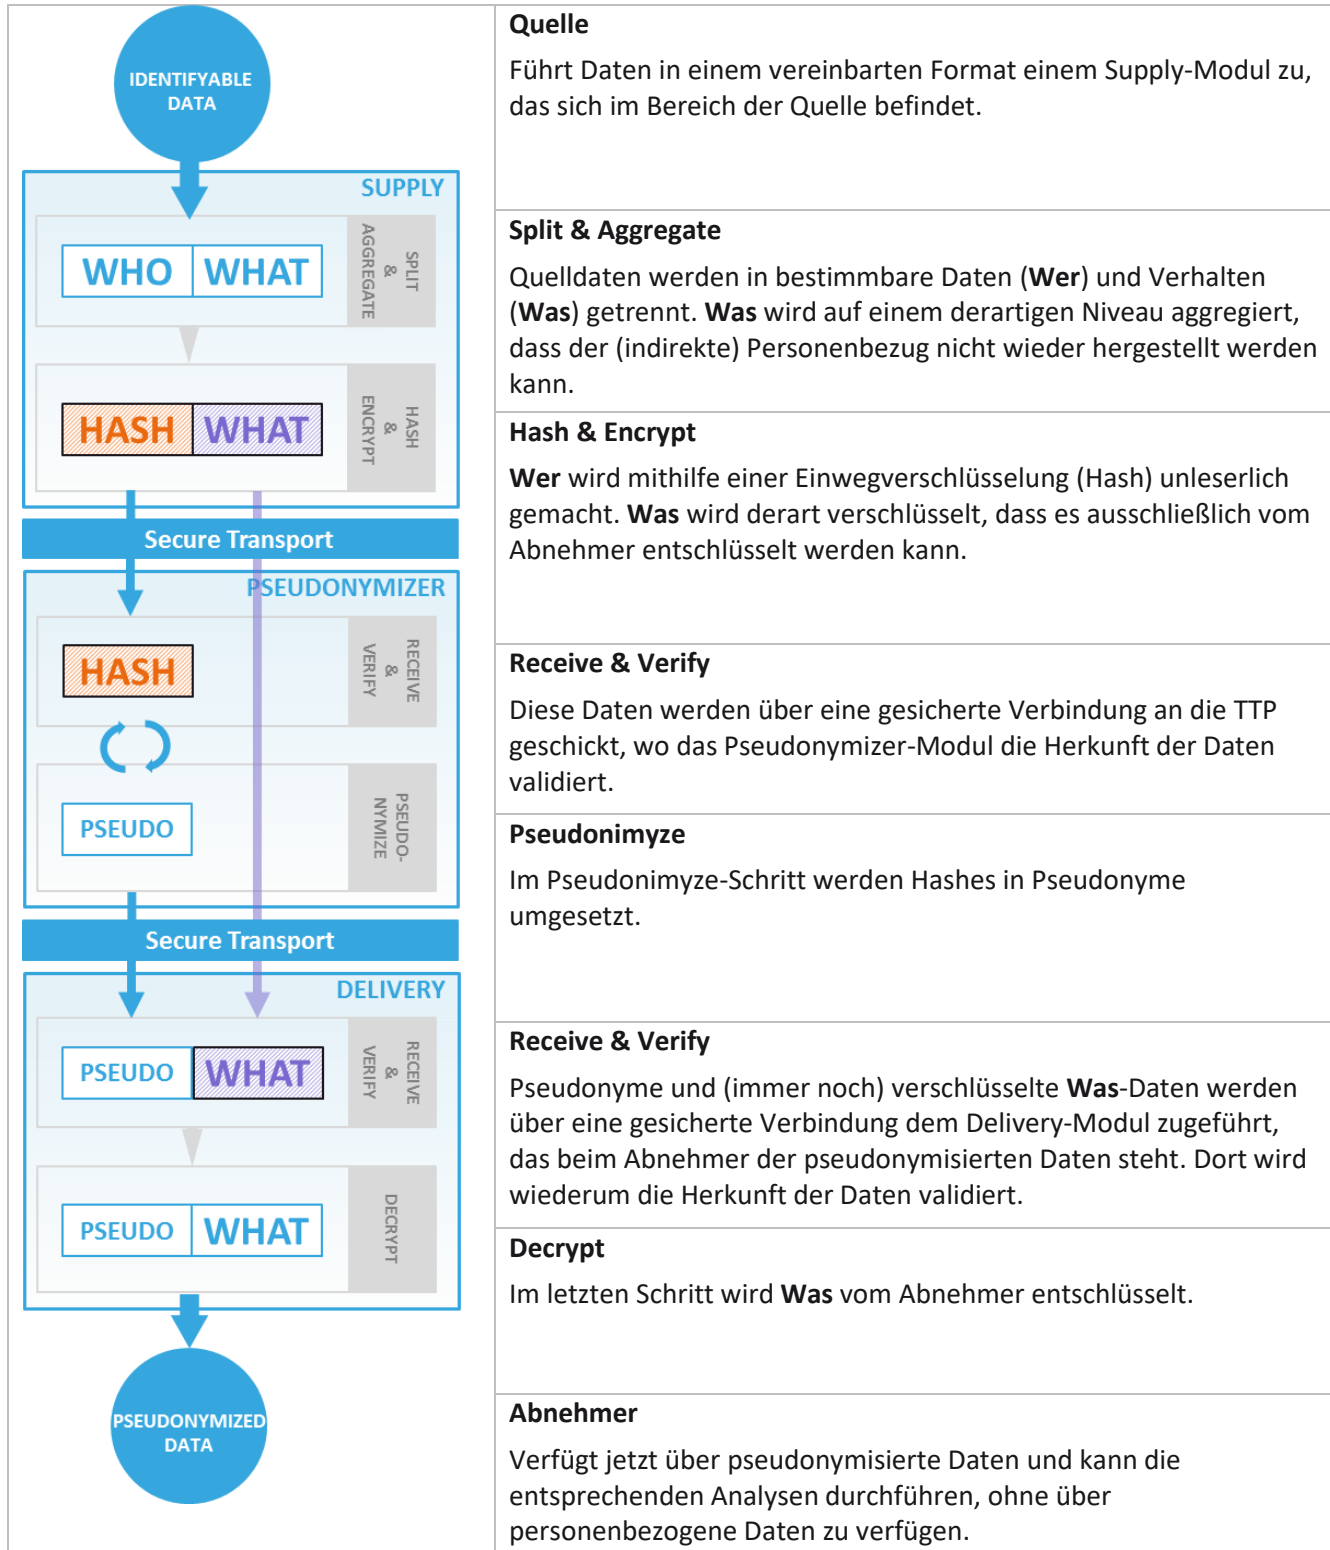 IDENTIFYABLE
DATA
SUPPLY
WHO WHAT
SPLIT
&
AGGREGATE
HASH WHAT
HASH
&
ENCRYPT
Secure Transport
PSEUDONYMIZER
HASH
RECEIVE
&
VERIFY
PSEUDO
PSEUDO-
NYMIZE
Secure Transport
DELIVERY
PSEUDO WHAT
RECEIVE
&
VERIFY
PSEUDO WHAT
DECRYPT
PSEUDONYMIZED
DATA
Quelle
Führt Daten in einem vereinbarten Format einem Supply-Modul zu,
das sich im Bereich der Quelle befindet.
Split & Aggregate
Quelldaten werden in bestimmbare Daten (Wer) und Verhalten
(Was) getrennt. Was wird auf einem derartigen Niveau aggregiert,
dass der (indirekte) Personenbezug nicht wieder hergestellt werden
kann.
Hash & Encrypt
Wer wird mithilfe einer Einwegverschlüsselung (Hash) unleserlich
gemacht. Was wird derart verschlüsselt, dass es ausschließlich vom
Abnehmer entschlüsselt werden kann.
Receive & Verify
Diese Daten werden über eine gesicherte Verbindung an die TTP
geschickt, wo das Pseudonymizer-Modul die Herkunft der Daten
validiert.
Pseudonimyze
Im Pseudonimyze-Schritt werden Hashes in Pseudonyme
umgesetzt.
Receive & Verify
Pseudonyme und (immer noch) verschlüsselte Was-Daten werden
über eine gesicherte Verbindung dem Delivery-Modul zugeführt,
das beim Abnehmer der pseudonymisierten Daten steht. Dort wird
wiederum die Herkunft der Daten validiert.
Decrypt
Im letzten Schritt wird Was vom Abnehmer entschlüsselt.
Abnehmer
Verfügt jetzt über pseudonymisierte Daten und kann die
entsprechenden Analysen durchführen, ohne über
personenbezogene Daten zu verfügen.